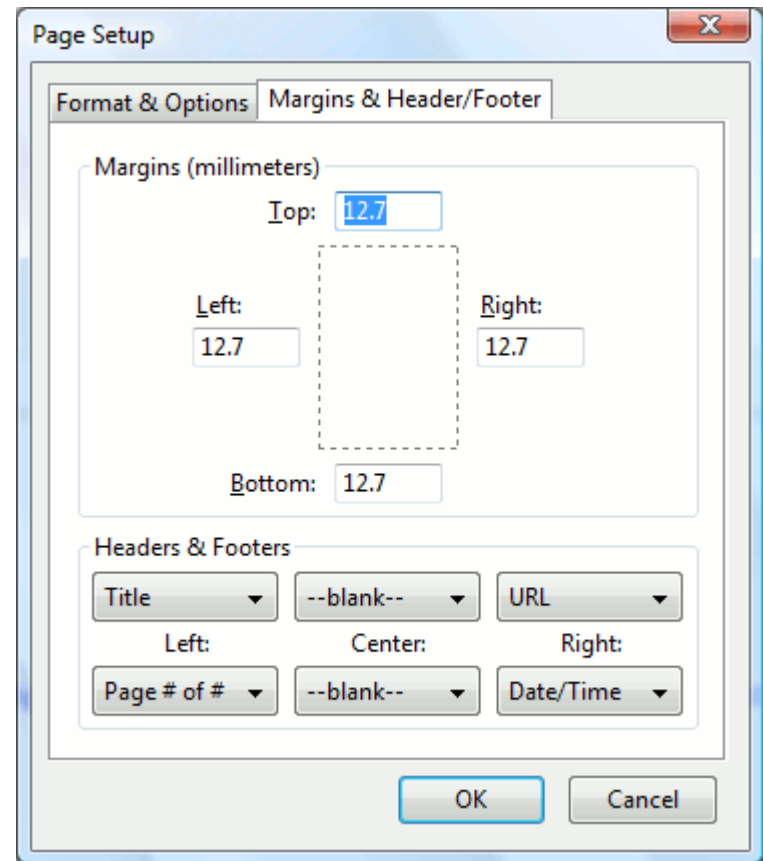 Page Setup
Format & Options Margins & Header/Footer
Margins (millimeters)
Top: 12.7
Left: Right:
12.7 12.7
Bottom: 12.7
Headers & Footers
Title --blank-- URL
Left: Center: Right:
Page # of # --blank-- Date/Time
OK Cancel